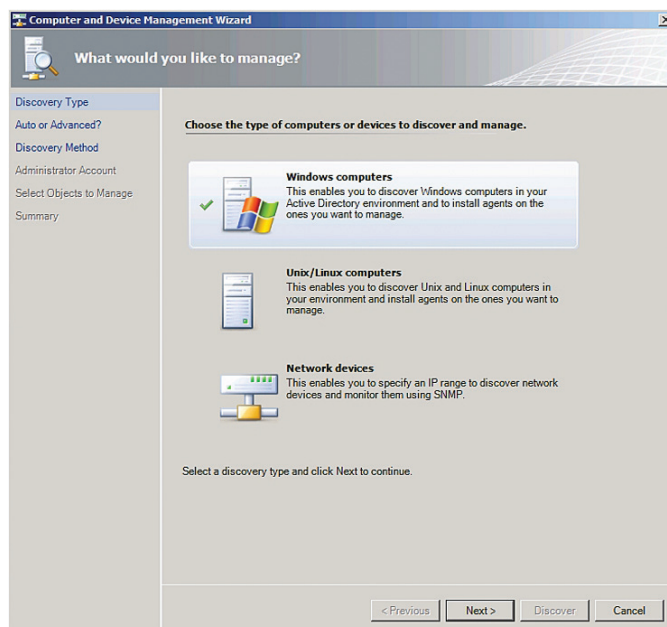 Computer and Device Management Wizard
What would you like to manage?
Discovery Type
Auto or Advanced?
Discovery Method
Administrator Account
Select Objects to Manage
Summary
Choose the type of computers or devices to discover and manage.
Windows computers
This enables you to discover Windows computers in your
Active Directory environment and to install agents on the
ones you want to manage.
Unix/Linux computers
This enables you to discover Unix and Linux computers in
your environment and install agents on the ones you want to
manage.
Network devices
This enables you to specify an IP range to discover network
devices and monitor them using SNMP.
Select a discovery type and click Next to continue.
< Previous
Next >
Discover
Cancel